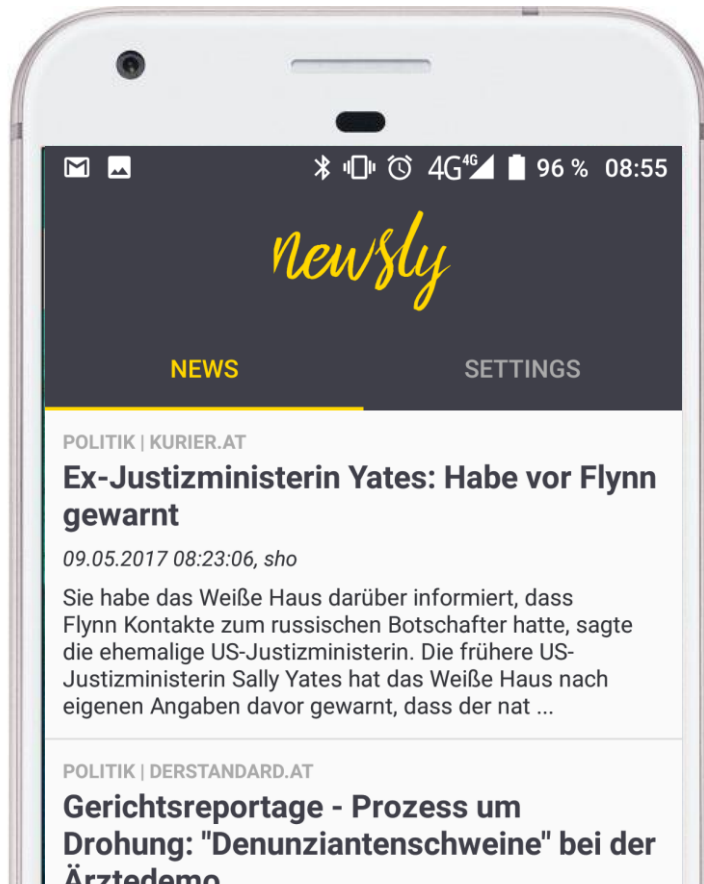 4G 4G 96 % 08:55
newsly
NEWS SETTINGS
POLITIK | KURIER.AT
Ex-Justizministerin Yates: Habe vor Flynn
gewarnt
09.05.2017 08:23:06, sho
Sie habe das Weiße Haus darüber informiert, dass
Flynn Kontakte zum russischen Botschafter hatte, sagte
die ehemalige US-Justizministerin. Die frühere US-
Justizministerin Sally Yates hat das Weiße Haus nach
eigenen Angaben davor gewarnt, dass der nat ...
POLITIK | DERSTANDARD.AT
Gerichtsreportage - Prozess um
Drohung: "Denunziantenschweine" bei der
Ärztedemo